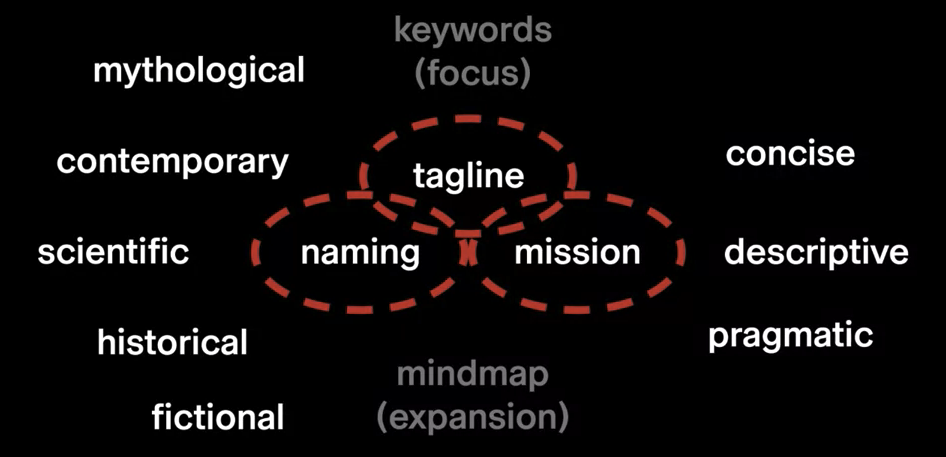 keywords
(focus)
mythological
contemporary
tagline
concise
scientific
naming
mission
descriptive
historical
pragmatic
mindmap
(expansion)
fictional